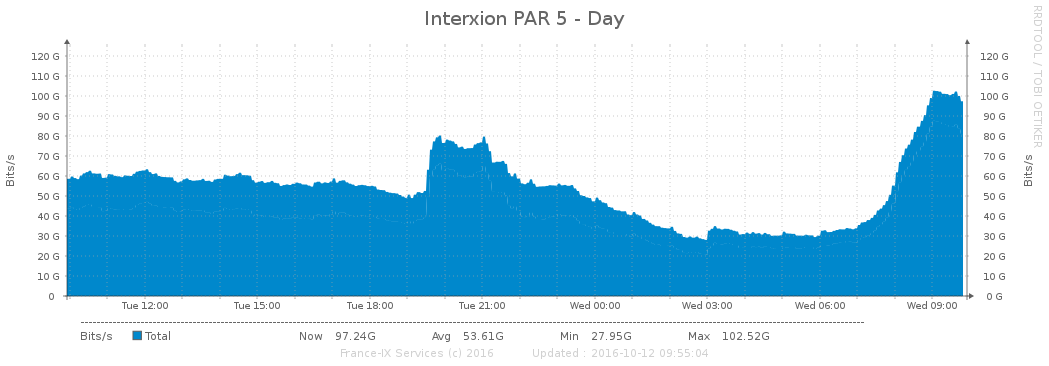 Interxion PAR 5 - Day
RRDTOOL / TOBI OETIKER
Bits/s
Bits/s
120 G 120 G
110 G 110 G
100 G 100 G
90 G 90 G
80 G 80 G
70 G 70 G
60 G 60 G
50 G 50 G
40 G 40 G
30 G 30 G
20 G 20 G
10 G 10 G
0 0 G
Tue 12:00 Tue 15:00 Tue 18:00 Tue 21:00 Wed 00:00 Wed 03:00 Wed 06:00 Wed 09:00
Bits/s Total Now 97.24G Avg 53.61G Min 27.95G Max 102.52G
France-IX Services (c) 2016 Updated : 2016-10-12 09:55:04